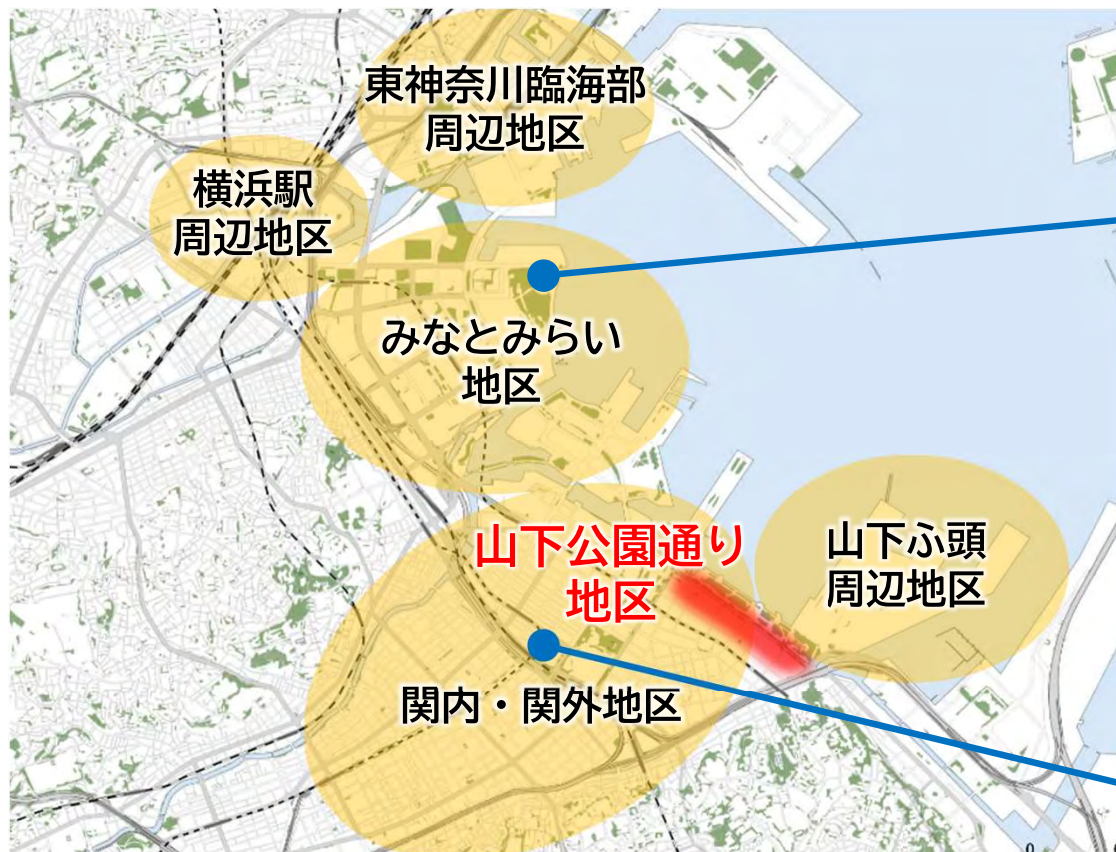 東神奈川臨海部
周辺地区
横浜駅
周辺地区
みなとみらい
地区
山下公園通り
地区
山下ふ頭
周辺地区
関内・関外地区
0